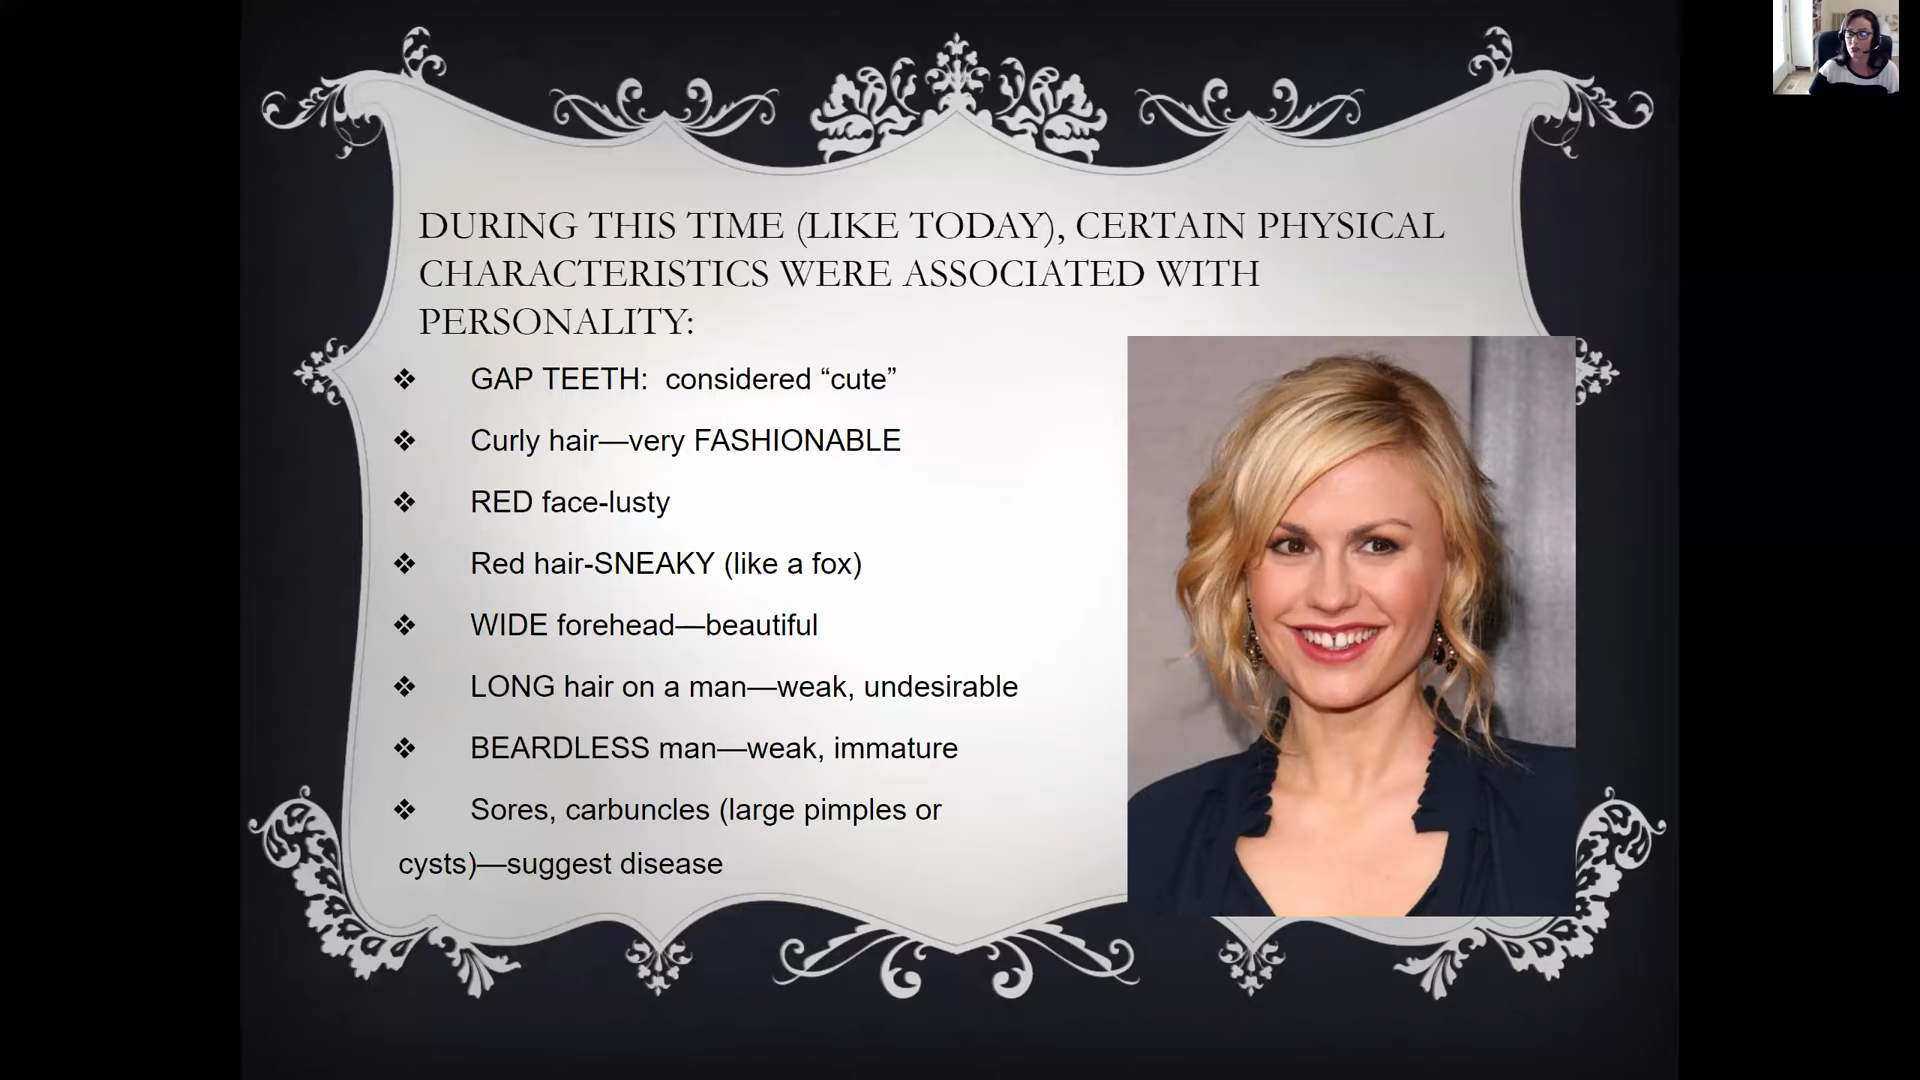 DURING THIS TIME (LIKE TODAY), CERTAIN PHYSICAL
CHARACTERISTICS WERE ASSOCIATED WITH
PERSONALITY:
❖ GAP TEETH: considered “cute”
❖ Curly hair—very FASHIONABLE
❖ RED face-lusty
❖ Red hair-SNEAKY (like a fox)
❖ WIDE forehead—beautiful
❖ LONG hair on a man—weak, undesirable
❖ BEARDLESS man—weak, immature
❖ Sores, carbuncles (large pimples or
cysts)—suggest disease